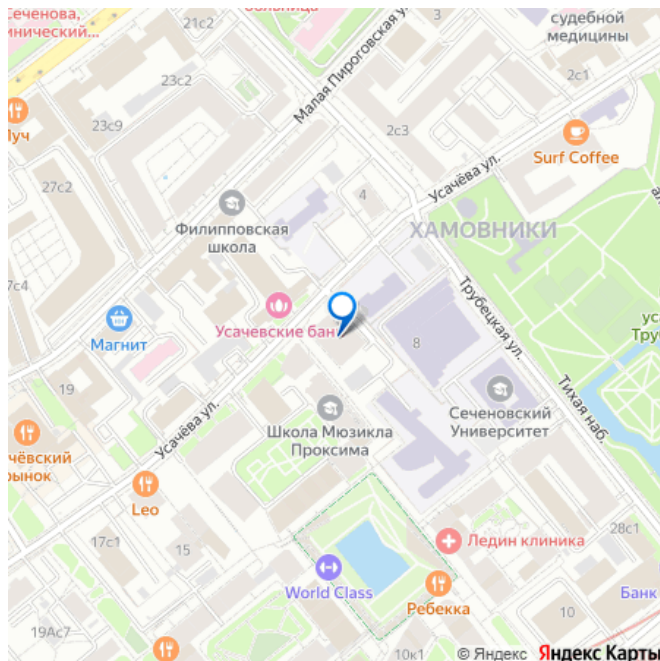 Сеченова,
21с2
судебной
медицины
3
Малая Пироговская
23с2
2с1
23с9
2с3
Surf Coffee
Усачёва ул.
27с2
4
Филипповская
школа
ХАМОВНИКИ
Трубецкая ул.
Магнит
Усачевские бан
8
19
Тихая наб.
Усачёва ул.
Школа Мюзикла
Проксима
Сеченовский
Университет
Leo
17с1
15
Ледин клиника
28с1
World Class
Ребекка
Банк
10
19Ас7
10к1
© Яндекс Яндекс Карты